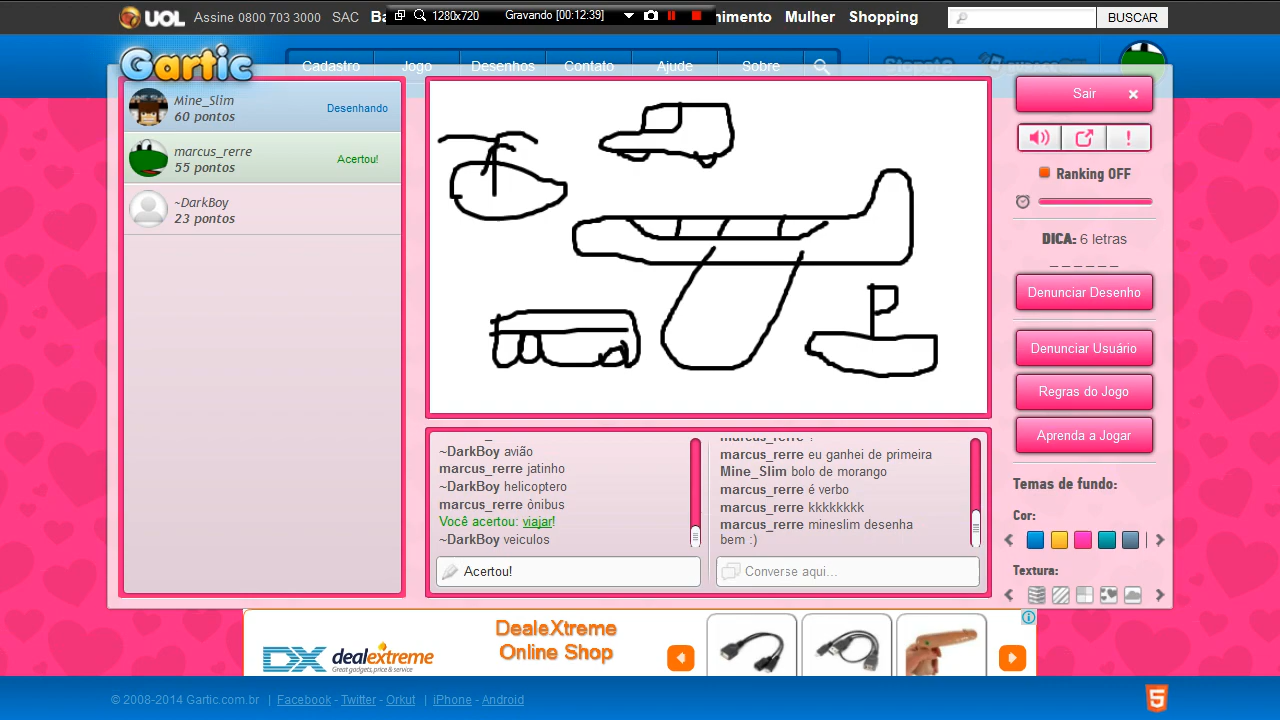 UOL Assine 0800 703 3000 SAC Ba 1280x720 Gravando [00:12:39] nimento Mulher Shopping BUSCAR
Gartic Cadastro Jogo Desenhos Contato Ajuda Sobre
Mine_Slim
60 pontos
Desenhando
marcus_rerre
55 pontos
Acertou!
~DarkBoy
23 pontos
~DarkBoy avião
marcus_rerre jatinho
~DarkBoy helicoptero
marcus_rerre ònibus
Você acertou: viajar!
~DarkBoy veiculos
Acertou!
marcus_rerre !
marcus_rerre eu ganhei de primeira
Mine_Slim bolo de morango
marcus_rerre é verbo
marcus_rerre kkkkkkkk
marcus_rerre mineslim desenha
bem :)
Converse aqui...
Sair ×
!
Ranking OFF
DICA: 6 letras
_ _ _ _ _ _
Denunciar Desenho
Denunciar Usuário
Regras do Jogo
Aprenda a Jogar
Temas de fundo:
Cor:
Textura:
DX dealextreme
Great gadgets, price & service
DealeXtreme
Online Shop
© 2008-2014 Gartic.com.br | Facebook - Twitter - Orkut | iPhone - Android
5